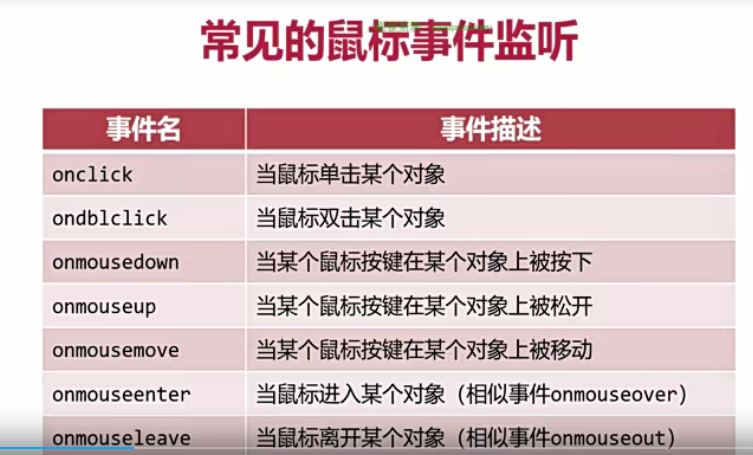 常见的鼠标事件监听
事件名 事件描述
onclick 当鼠标单击某个对象
ondblclick 当鼠标双击某个对象
onmousedown 当某个鼠标按键在某个对象上被按下
onmouseup 当某个鼠标按键在某个对象上被松开
onmousemove 当某个鼠标按键在某个对象上被移动
onmouseenter 当鼠标进入某个对象（相似事件onmouseover）
onmouseleave 当鼠标离开某个对象（相似事件onmouseout）